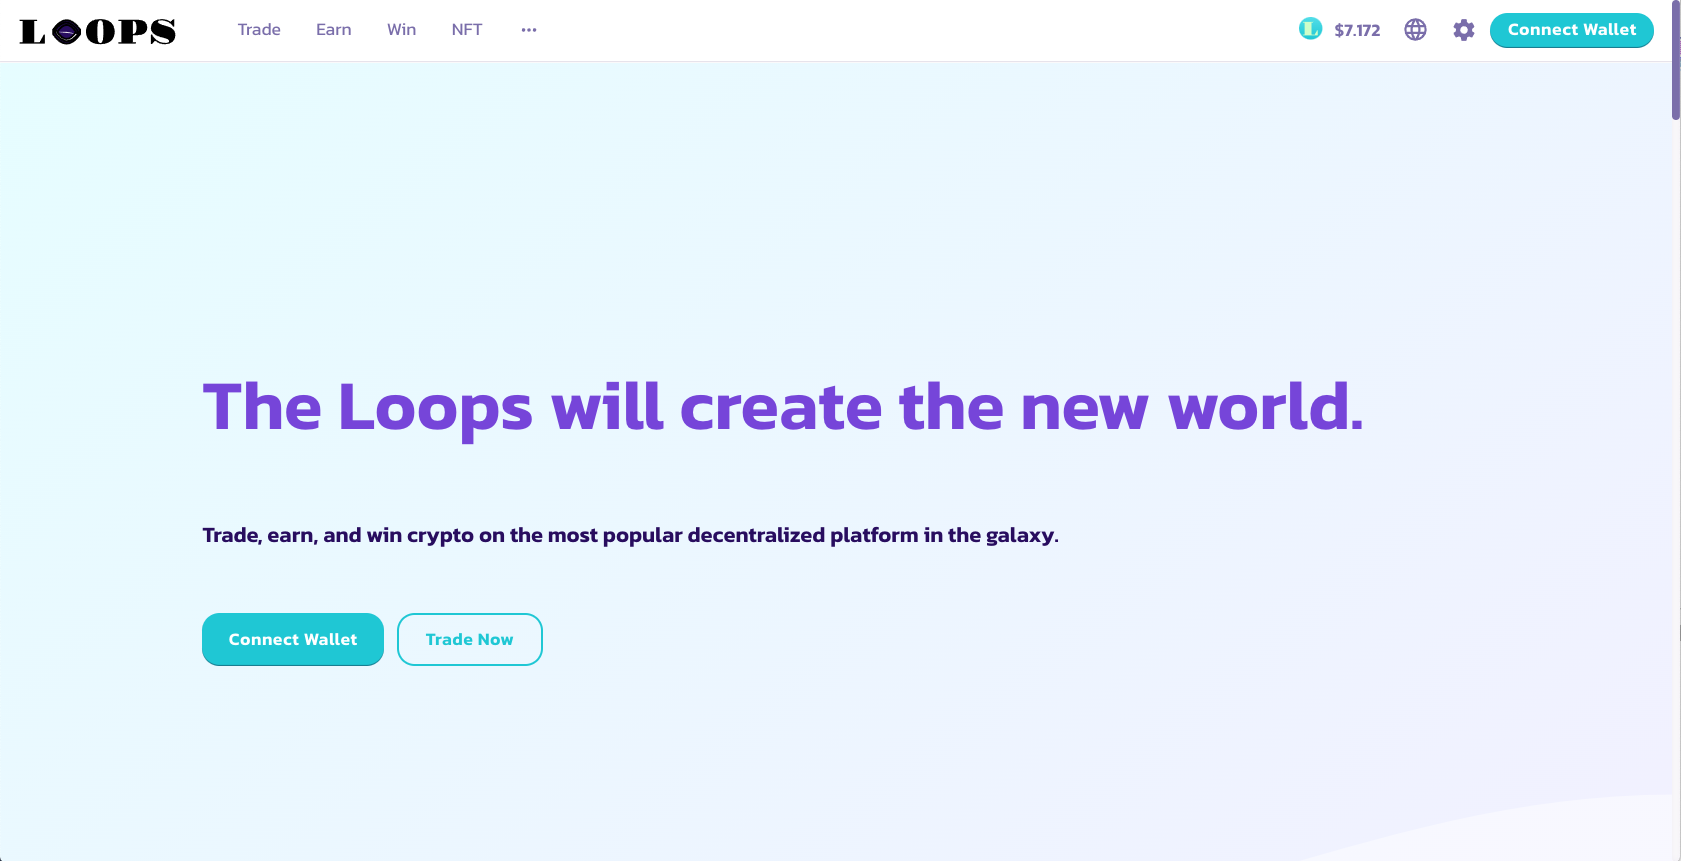 LOOPS
Trade Earn Win NFT ...
L $7.172 Connect Wallet
The Loops will create the new world.
Trade, earn, and win crypto on the most popular decentralized platform in the galaxy.
Connect Wallet Trade Now